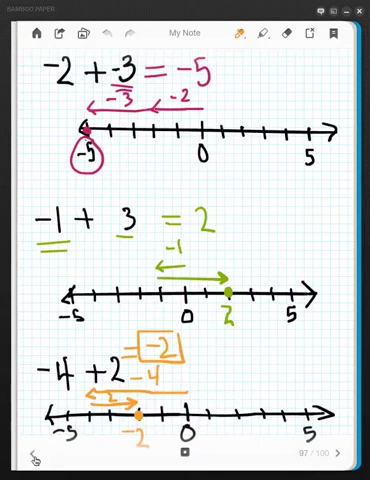 BAMBOO PAPER
My Note
-2 + -3 = -5
-3 -2
-5 0 5
-1 + 3 = 2
-1
-5 0 2 5
-4 + 2 = -2
-4
2
-5 -2 0 5
97 / 100